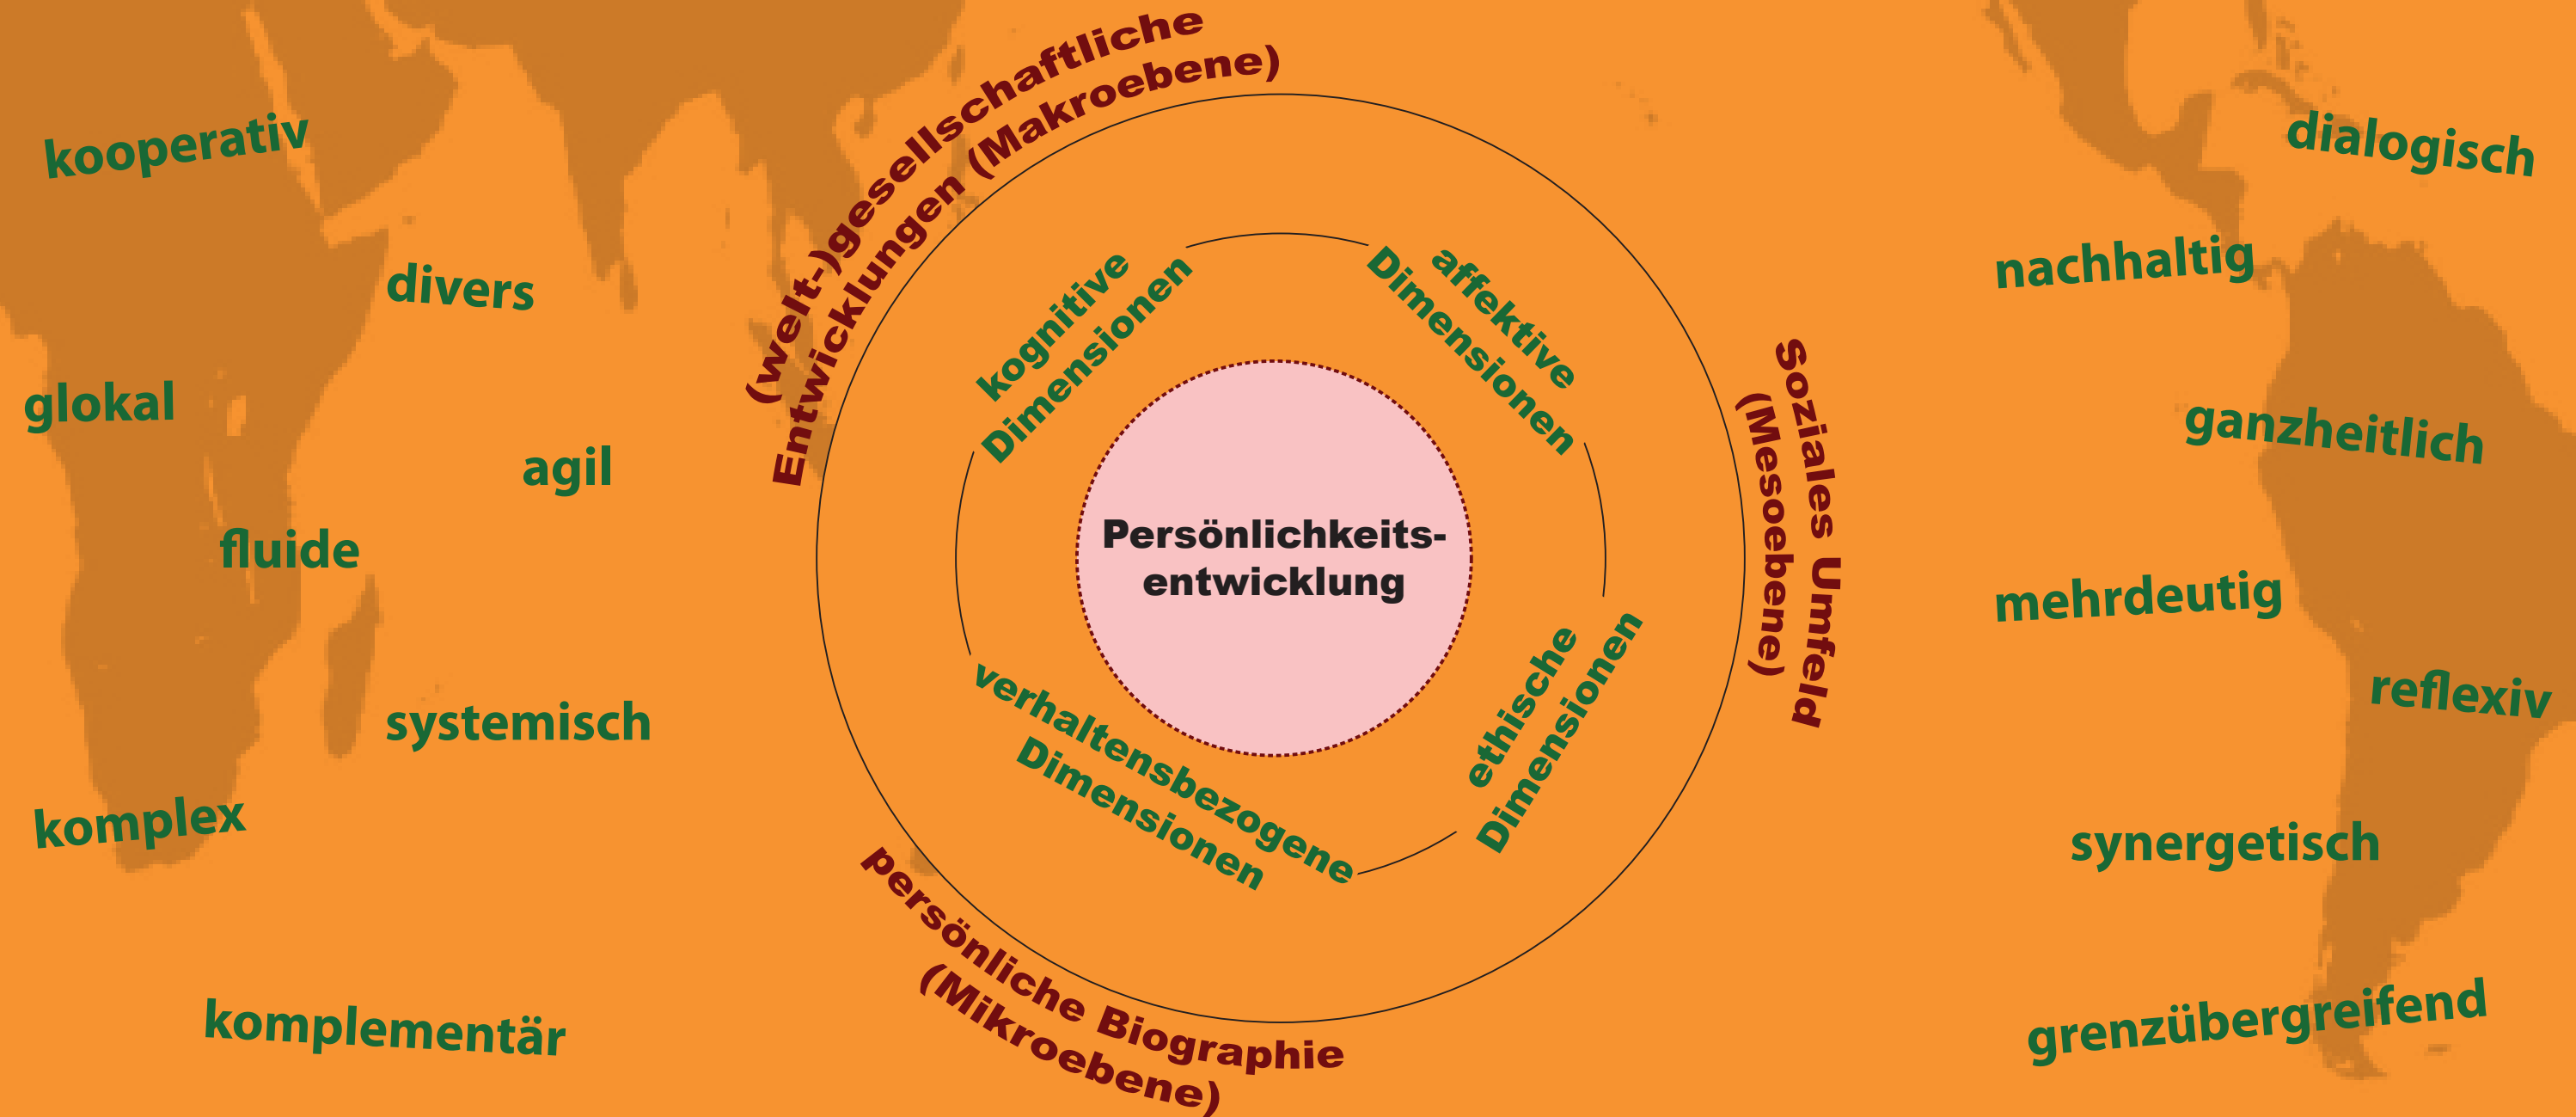 kooperativ
divers
glokal
agil
fluide
systemisch
komplex
komplementär
(welt-)gesellschaftliche
Entwicklungen (Makroebene)
kognitive
Dimensionen
affektive
Dimensionen
Persönlichkeits-
entwicklung
verhaltensbezogene
Dimensionen
ethische
Dimensionen
Soziales Umfeld
(Mesoebene)
persönliche Biographie
(Mikroebene)
dialogisch
nachhaltig
ganzheitlich
mehrdeutig
reflexiv
synergetisch
grenzübergreifend